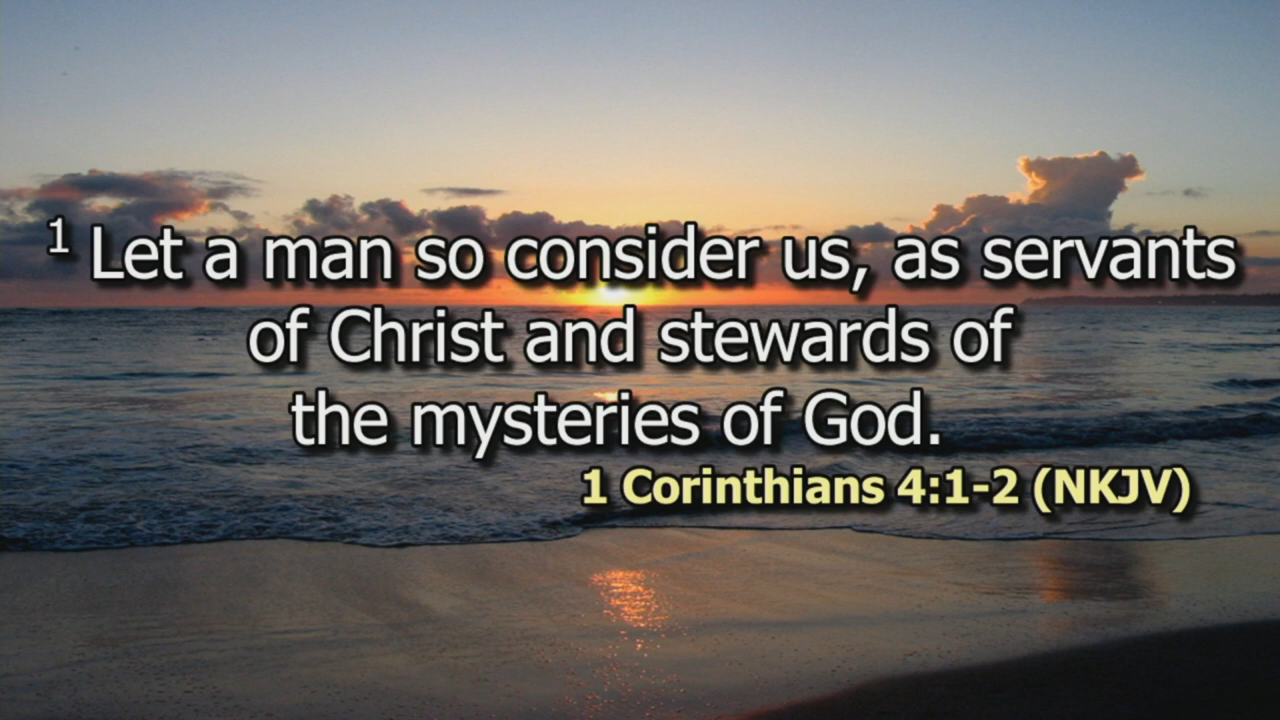 1 Let a man so consider us, as servants
of Christ and stewards of
the mysteries of God.
1 Corinthians 4:1-2 (NKJV)